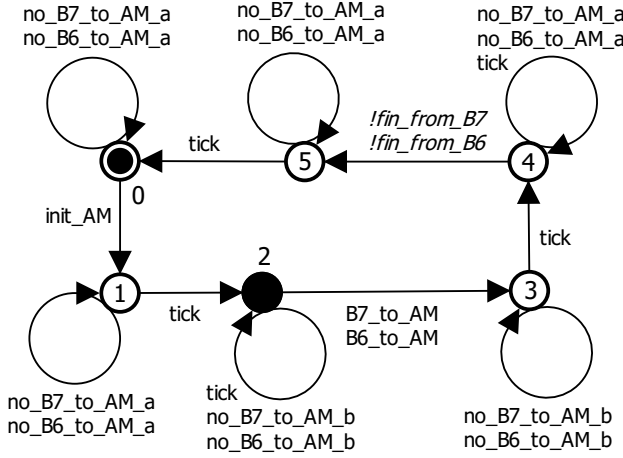 no_B7_to_AM_a
no_B6_to_AM_a
no_B7_to_AM_a
no_B6_to_AM_a
no_B7_to_AM_a
no_B6_to_AM_a
tick
!fin_from_B7
!fin_from_B6
tick
5
4
0
init_AM
tick
2
1
3
tick
B7_to_AM
B6_to_AM
no_B7_to_AM_a
no_B6_to_AM_a
tick
no_B7_to_AM_b
no_B6_to_AM_b
no_B7_to_AM_b
no_B6_to_AM_b